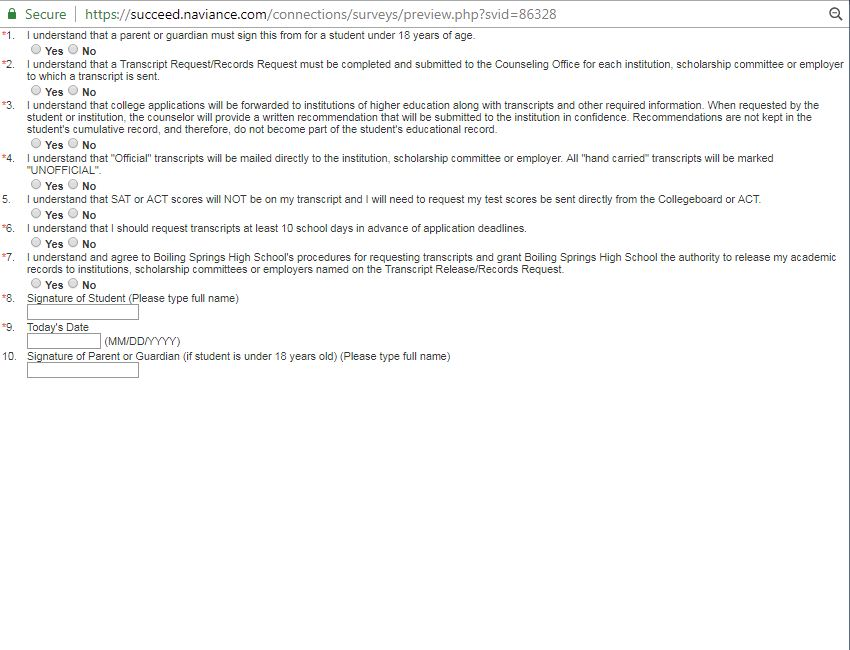 Secure | https://succeed.naviance.com/connections/surveys/preview.php?svid=86328
*1. I understand that a parent or guardian must sign this from for a student under 18 years of age.
Yes No
*2. I understand that a Transcript Request/Records Request must be completed and submitted to the Counseling Office for each institution, scholarship committee or employer
to which a transcript is sent.
Yes No
*3. I understand that college applications will be forwarded to institutions of higher education along with transcripts and other required information. When requested by the
student or institution, the counselor will provide a written recommendation that will be submitted to the institution in confidence. Recommendations are not kept in the
student's cumulative record, and therefore, do not become part of the student's educational record.
Yes No
*4. I understand that "Official" transcripts will be mailed directly to the institution, scholarship committee or employer. All "hand carried" transcripts will be marked
"UNOFFICIAL".
Yes No
5. I understand that SAT or ACT scores will NOT be on my transcript and I will need to request my test scores be sent directly from the Collegeboard or ACT.
Yes No
*6. I understand that I should request transcripts at least 10 school days in advance of application deadlines.
Yes No
*7. I understand and agree to Boiling Springs High School's procedures for requesting transcripts and grant Boiling Springs High School the authority to release my academic
records to institutions, scholarship committees or employers named on the Transcript Release/Records Request.
Yes No
*8. Signature of Student (Please type full name)
*9. Today's Date
(MM/DD/YYYY)
10. Signature of Parent or Guardian (if student is under 18 years old) (Please type full name)